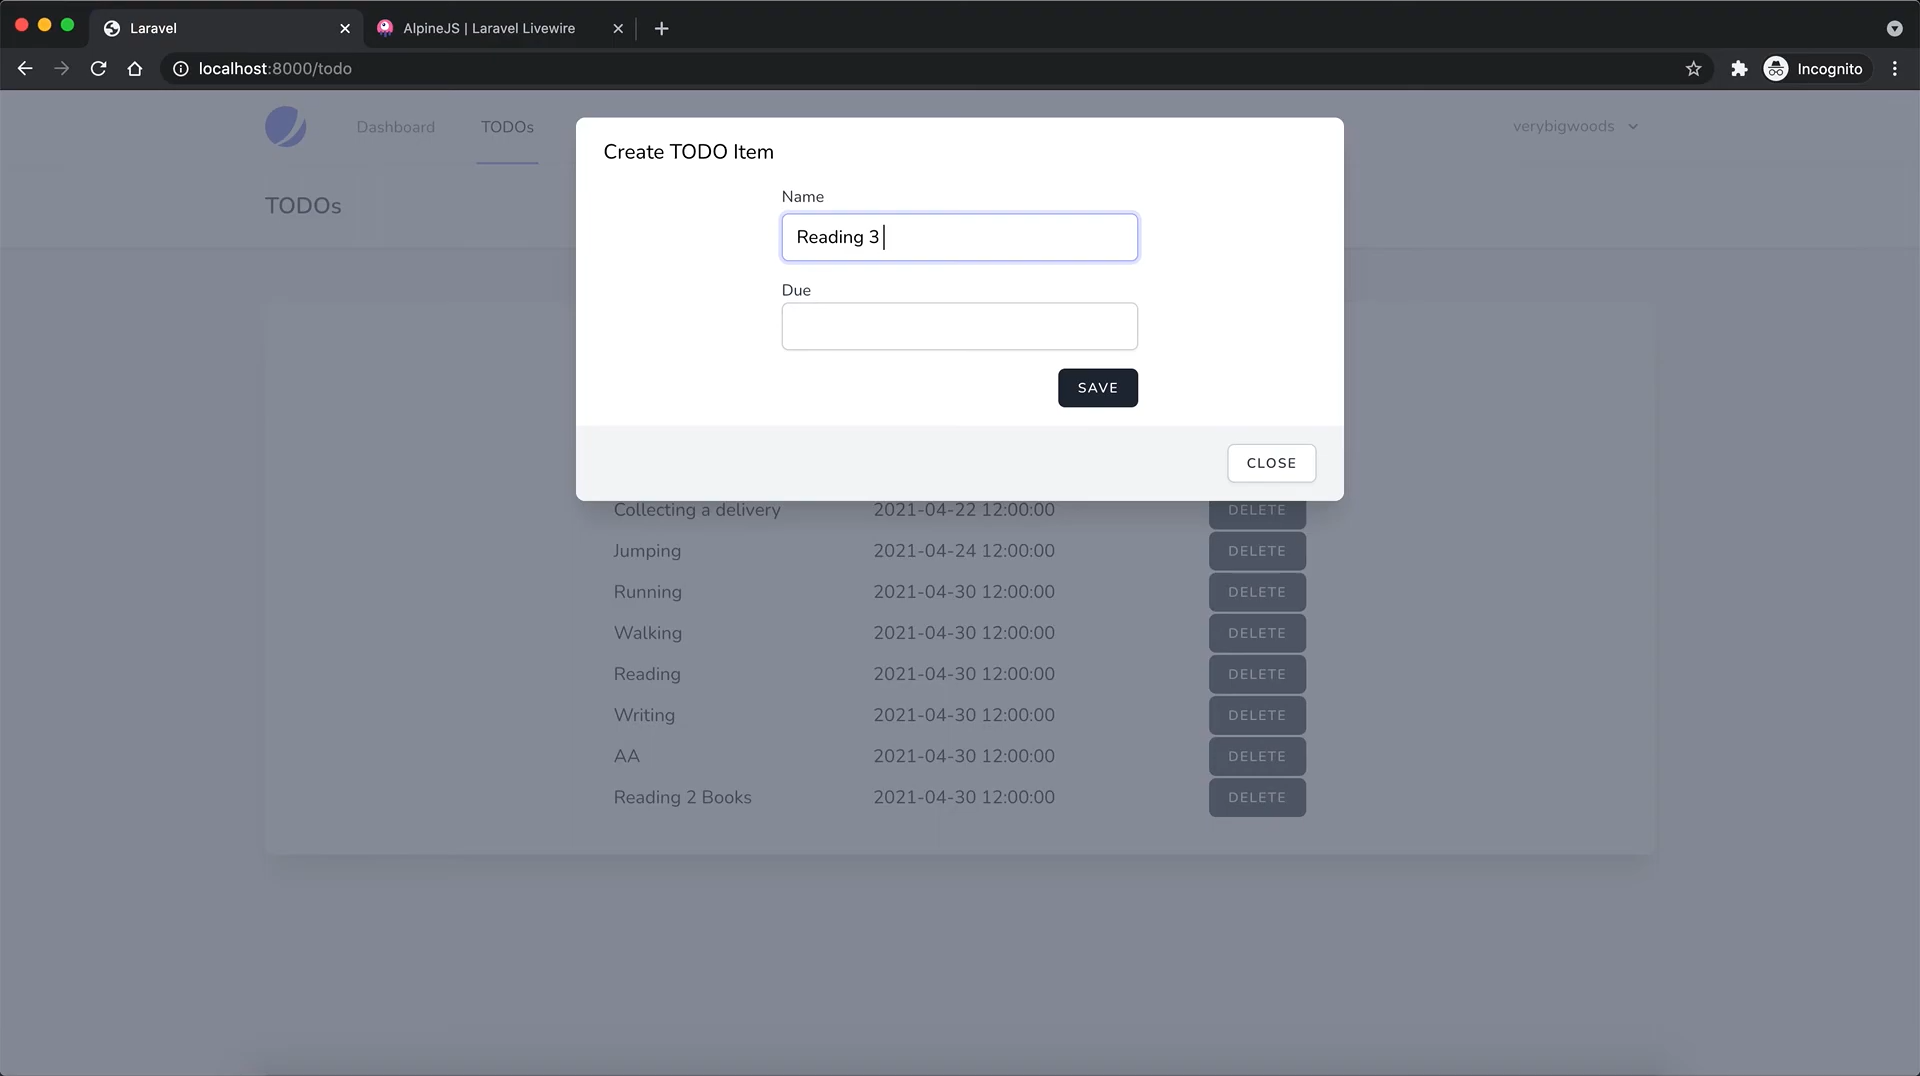 Laravel
AlpineJS | Laravel Livewire
localhost:8000/todo
Incognito
Dashboard
TODOs
verybigwoods
TODOs
Create TODO Item
Name
Reading 3
Due
SAVE
CLOSE
Collecting a delivery 2021-04-22 12:00:00 DELETE
Jumping 2021-04-24 12:00:00 DELETE
Running 2021-04-30 12:00:00 DELETE
Walking 2021-04-30 12:00:00 DELETE
Reading 2021-04-30 12:00:00 DELETE
Writing 2021-04-30 12:00:00 DELETE
AA 2021-04-30 12:00:00 DELETE
Reading 2 Books 2021-04-30 12:00:00 DELETE